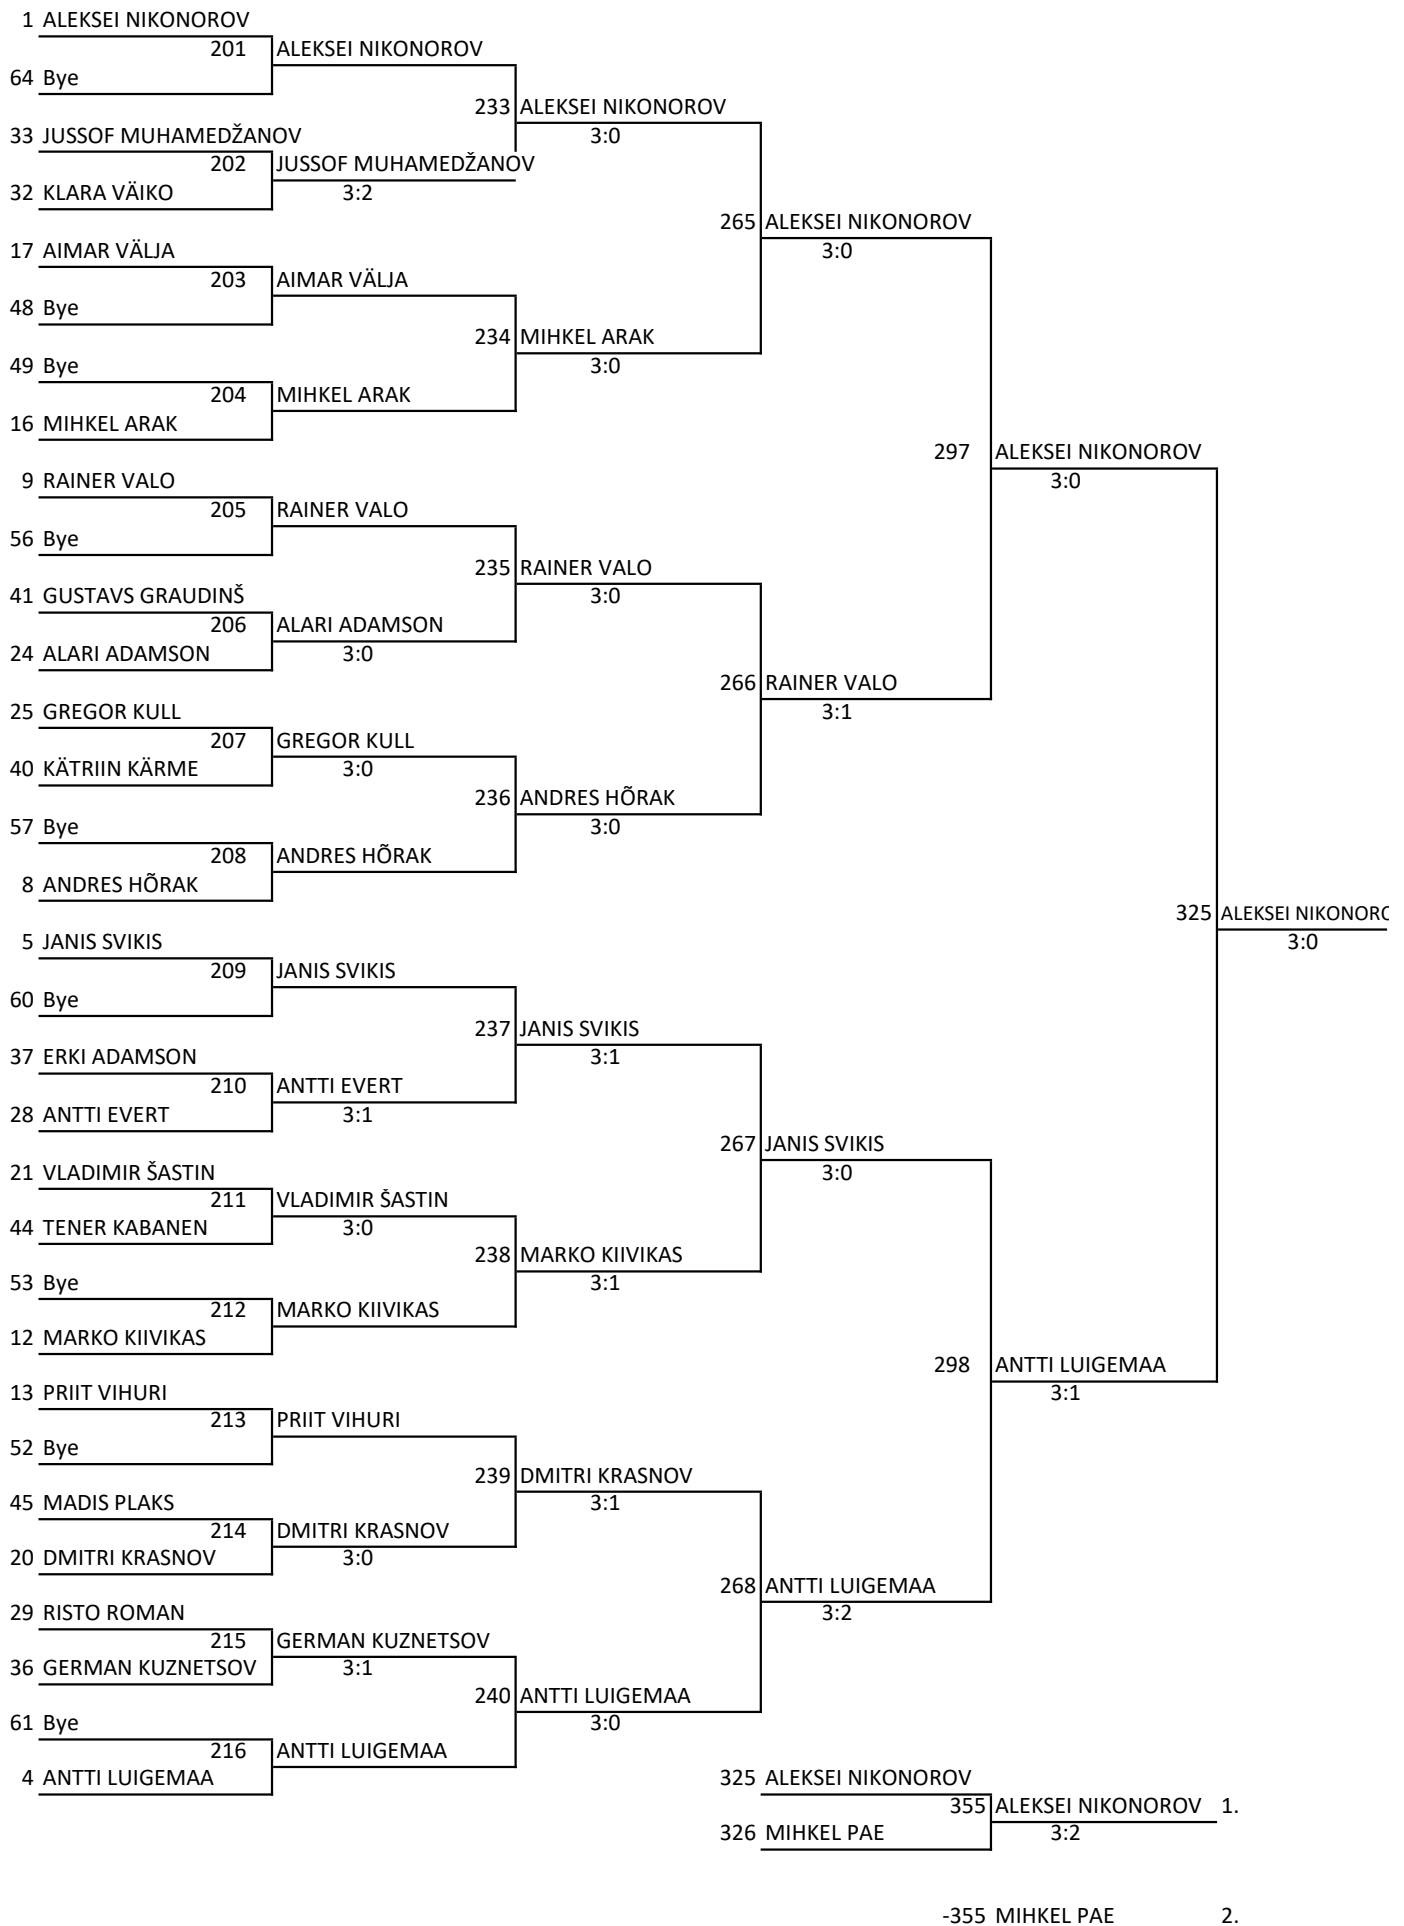 1 ALEKSEI NIKONOROV
201 ALEKSEI NIKONOROV
64 Bye
233 ALEKSEI NIKONOROV
33 JUSSOF MUHAMEDŽANOV 3:0
202 JUSSOF MUHAMEDŽANOV
32 KLARA VÄIKO 3:2
265 ALEKSEI NIKONOROV
17 AIMAR VÄLJA 3:0
203 AIMAR VÄLJA
48 Bye
234 MIHKEL ARAK
49 Bye 3:0
204 MIHKEL ARAK
16 MIHKEL ARAK
297 ALEKSEI NIKONOROV
9 RAINER VALO 3:0
205 RAINER VALO
56 Bye
235 RAINER VALO
41 GUSTAVS GRAUDINŠ 3:0
206 ALARI ADAMSON
24 ALARI ADAMSON 3:0
266 RAINER VALO
25 GREGOR KULL 3:1
207 GREGOR KULL
40 KÄTRIIN KÄRME 3:0
236 ANDRES HÕRAK
57 Bye 3:0
208 ANDRES HÕRAK
8 ANDRES HÕRAK
325 ALEKSEI NIKONORO
5 JANIS SVIKIS 3:0
209 JANIS SVIKIS
60 Bye
237 JANIS SVIKIS
37 ERKI ADAMSON 3:1
210 ANTTI EVERT
28 ANTTI EVERT 3:1
267 JANIS SVIKIS
21 VLADIMIR ŠASTIN 3:0
211 VLADIMIR ŠASTIN
44 TENER KABANEN 3:0
238 MARKO KIIVIKAS
53 Bye 3:1
212 MARKO KIIVIKAS
12 MARKO KIIVIKAS
298 ANTTI LUIGEMAA
13 PRIIT VIHURI 3:1
213 PRIIT VIHURI
52 Bye
239 DMITRI KRASNOV
45 MADIS PLAKS 3:1
214 DMITRI KRASNOV
20 DMITRI KRASNOV 3:0
268 ANTTI LUIGEMAA
29 RISTO ROMAN 3:2
215 GERMAN KUZNETSOV
36 GERMAN KUZNETSOV 3:1
240 ANTTI LUIGEMAA
61 Bye 3:0
216 ANTTI LUIGEMAA
4 ANTTI LUIGEMAA 325 ALEKSEI NIKONOROV
355 ALEKSEI NIKONOROV 1.
326 MIHKEL PAE 3:2
-355 MIHKEL PAE 2.